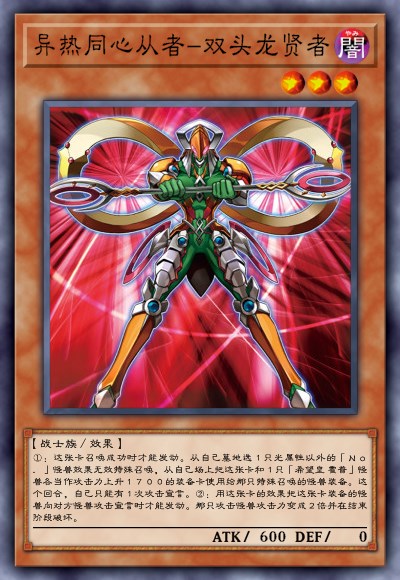 异热同心从者-双头龙贤者
闇
やみ
【战士族/效果】
①：这张卡召唤成功时才能发动。从自己墓地选1只光属性以外的「No
.」怪兽效果无效特殊召唤，从自己场上把这张卡和1只「希望皇 霍普」怪
兽各当作攻击力上升1700的装备卡使用给那只特殊召唤的怪兽装备。这
个回合，自己只能有1次攻击宣言。②：用这张卡的效果把这张卡装备的怪
兽向对方怪兽攻击宣言时才能发动。那只攻击怪兽攻击力变成2倍并在结束
阶段破坏。
ATK/ 600 DEF/ 0